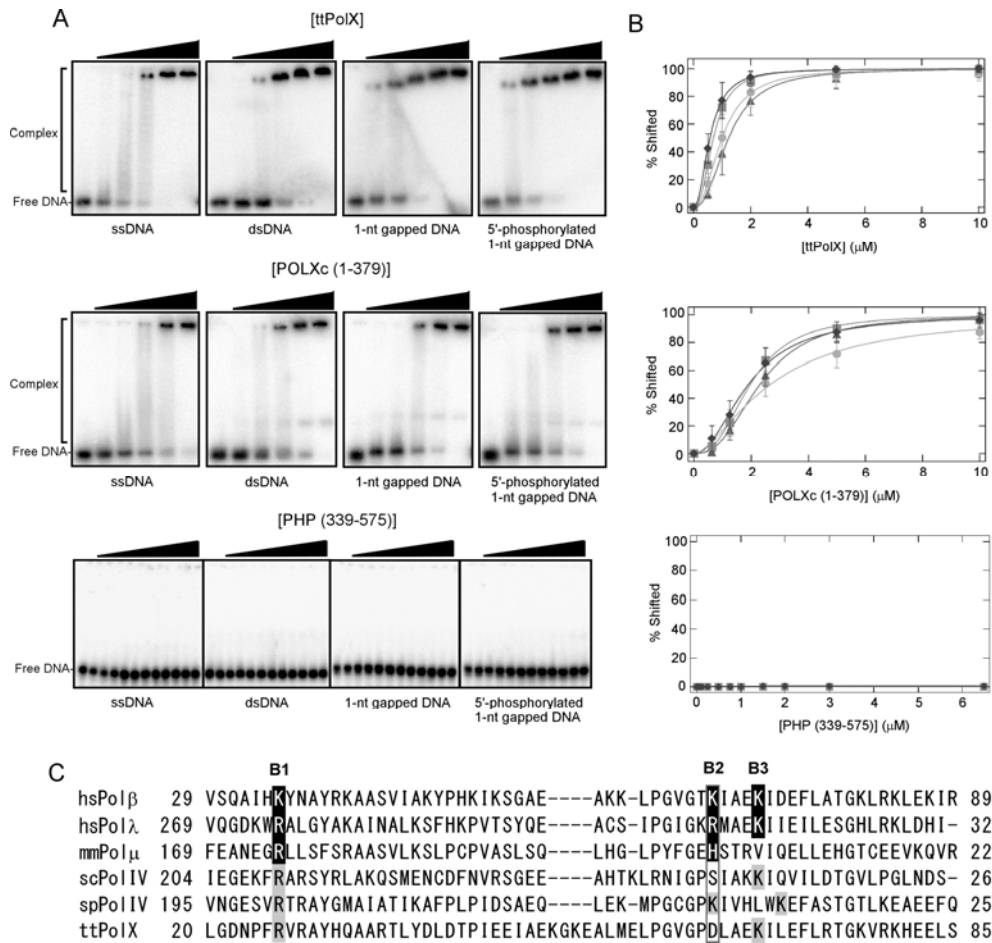 A
[ttPolX]
Complex
Free DNA-
ssDNA
dsDNA
1-nt gapped DNA
5'-phosphorylated
1-nt gapped DNA
[POLXc (1-379)]
Complex
Free DNA-
ssDNA
dsDNA
1-nt gapped DNA
5'-phosphorylated
1-nt gapped DNA
[PHP (339-575)]
Free DNA-
ssDNA
dsDNA
1-nt gapped DNA
5'-phosphorylated
1-nt gapped DNA
B
% Shifted
100
80
60
40
20
0
0 2 4 6 8 10
[ttPolX] (μM)
% Shifted
100
80
60
40
20
0
0 2 4 6 8 10
[POLXc (1-379)] (μM)
% Shifted
100
80
60
40
20
0
0 1 2 3 4 5 6
[PHP (339-575)] (μM)
C
B1 B2 B3
hsPolβ 29 VSQAIHKYNAYRKAASVIAKYPHKIKSGAE----AKK-LPGVGTKIAEKIDEFLATGKLRKLEKIR 89
hsPolλ 269 VQGDKWRALGYAKAINALKSFHKPVTSYQE----ACS-IPGIGKRMAEKIIEILESGHLRKLDHI- 32
mmPolμ 169 FEANEGRLLSFSRAASVLKSLPCPVASLSQ----LHG-LPYFGEHSTRVIQELLEHGTCEEVKQVR 22
scPolIV 204 IEGEKFRARSYRLAKQSMENCDFNVRSGEE----AHTKLRNIGPSIAKKIQVILDTGVLPGLNDS- 26
spPolIV 195 VNGESVRTRAYGMAIATIKAFPLPIDSAEQ----LEK-MPGCGPKIVHLWKEFASTGTLKEAEEFQ 25
ttPolX 20 LGDNPFRVRAYHQAARTLYDLDTPIEEIAEKGKEALMELPGVGPDLAEKILEFLRTGKVRKHEELS 85